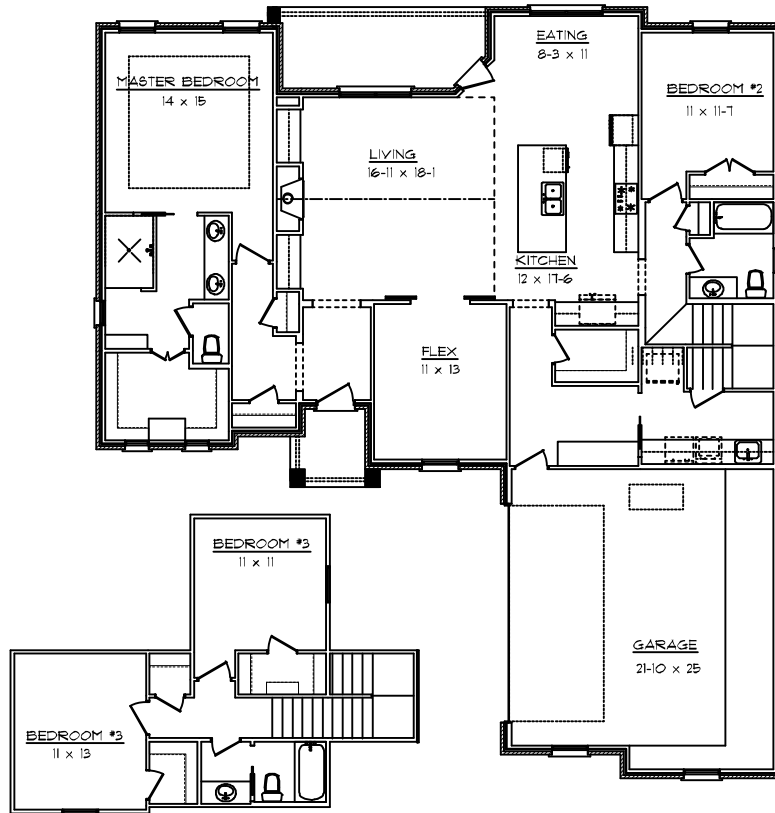 EATING
8-3 x 11
MASTER BEDROOM
14 x 15
BEDROOM #2
11 x 11-7
LIVING
16-11 x 18-1
KITCHEN
12 x 17-6
FLEX
11 x 13
BEDROOM #3
11 x 11
GARAGE
21-10 x 25
BEDROOM #3
11 x 13